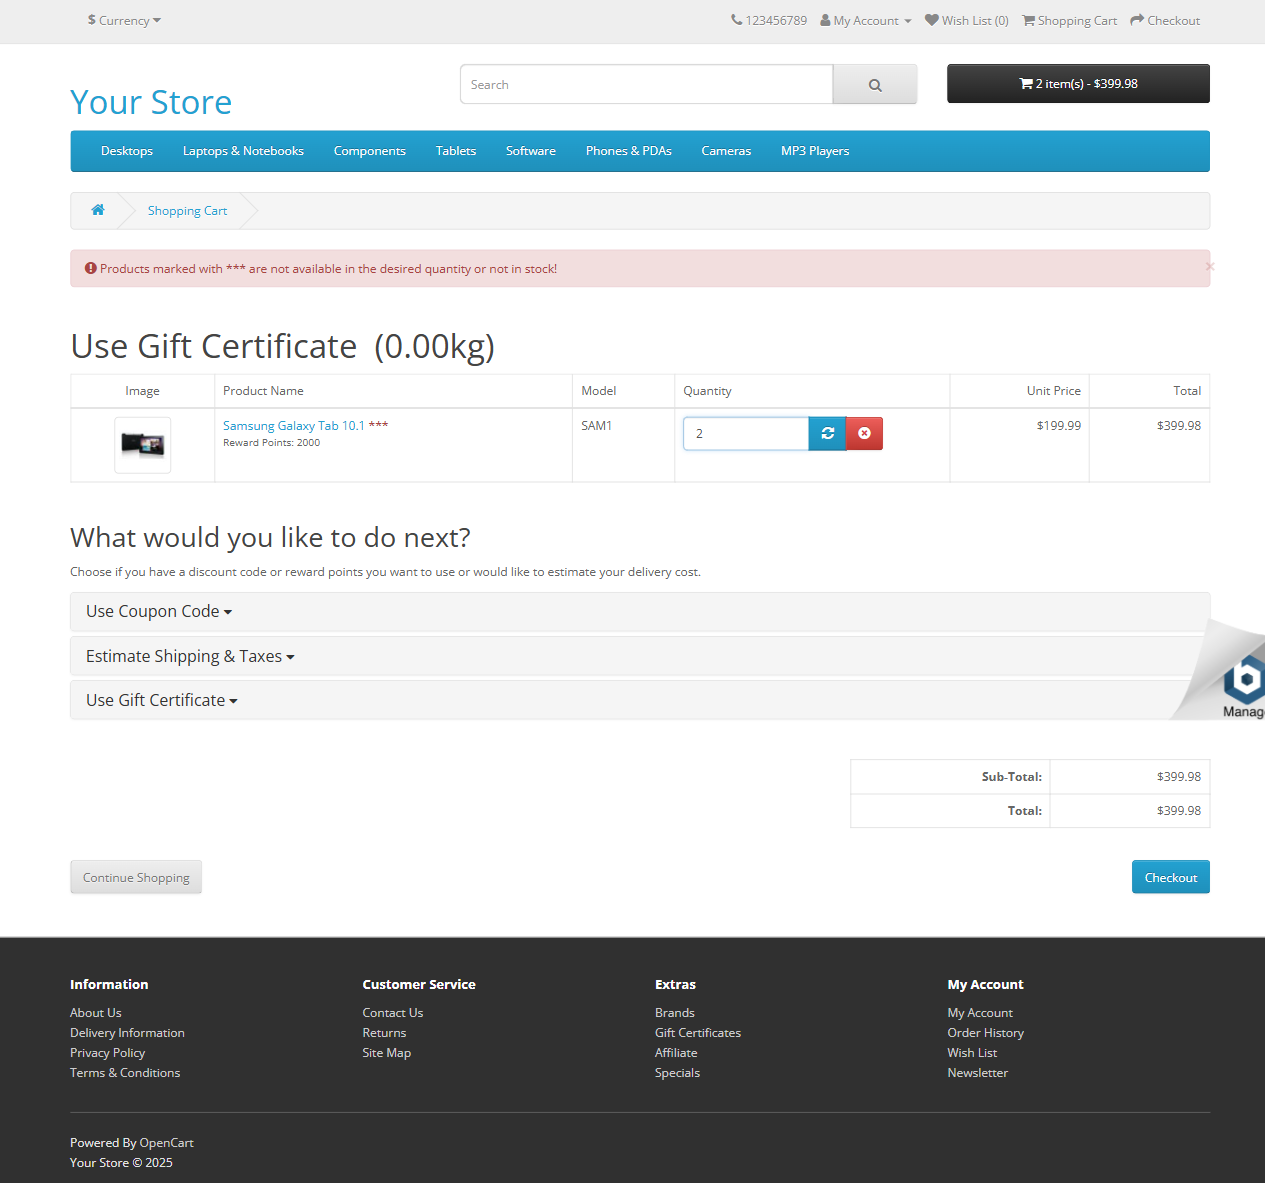 $ Currency
123456789 My Account Wish List (0) Shopping Cart Checkout
Your Store
Search
2 item(s) - $399.98
Desktops Laptops & Notebooks Components Tablets Software Phones & PDAs Cameras MP3 Players
Shopping Cart
Products marked with *** are not available in the desired quantity or not in stock!
×
Use Gift Certificate (0.00kg)
Image Product Name Model Quantity Unit Price Total
Samsung Galaxy Tab 10.1 *** SAM1 2 $199.99 $399.98
Reward Points: 2000
What would you like to do next?
Choose if you have a discount code or reward points you want to use or would like to estimate your delivery cost.
Use Coupon Code
Estimate Shipping & Taxes
Use Gift Certificate
b
Manag
Sub-Total: $399.98
Total: $399.98
Continue Shopping Checkout
Information
About Us
Delivery Information
Privacy Policy
Terms & Conditions
Customer Service
Contact Us
Returns
Site Map
Extras
Brands
Gift Certificates
Affiliate
Specials
My Account
My Account
Order History
Wish List
Newsletter
Powered By OpenCart
Your Store © 2025